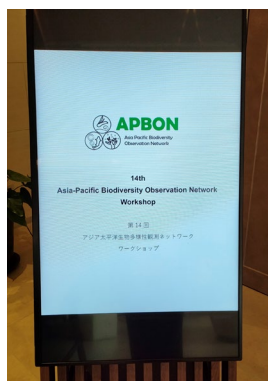 APBON
Asia Pacific Biodiversity
Observation Network
14th
Asia-Pacific Biodiversity Observation Network
Workshop
第 14 回
アジア太平洋生物多様性観測ネットワーク
ワークショップ